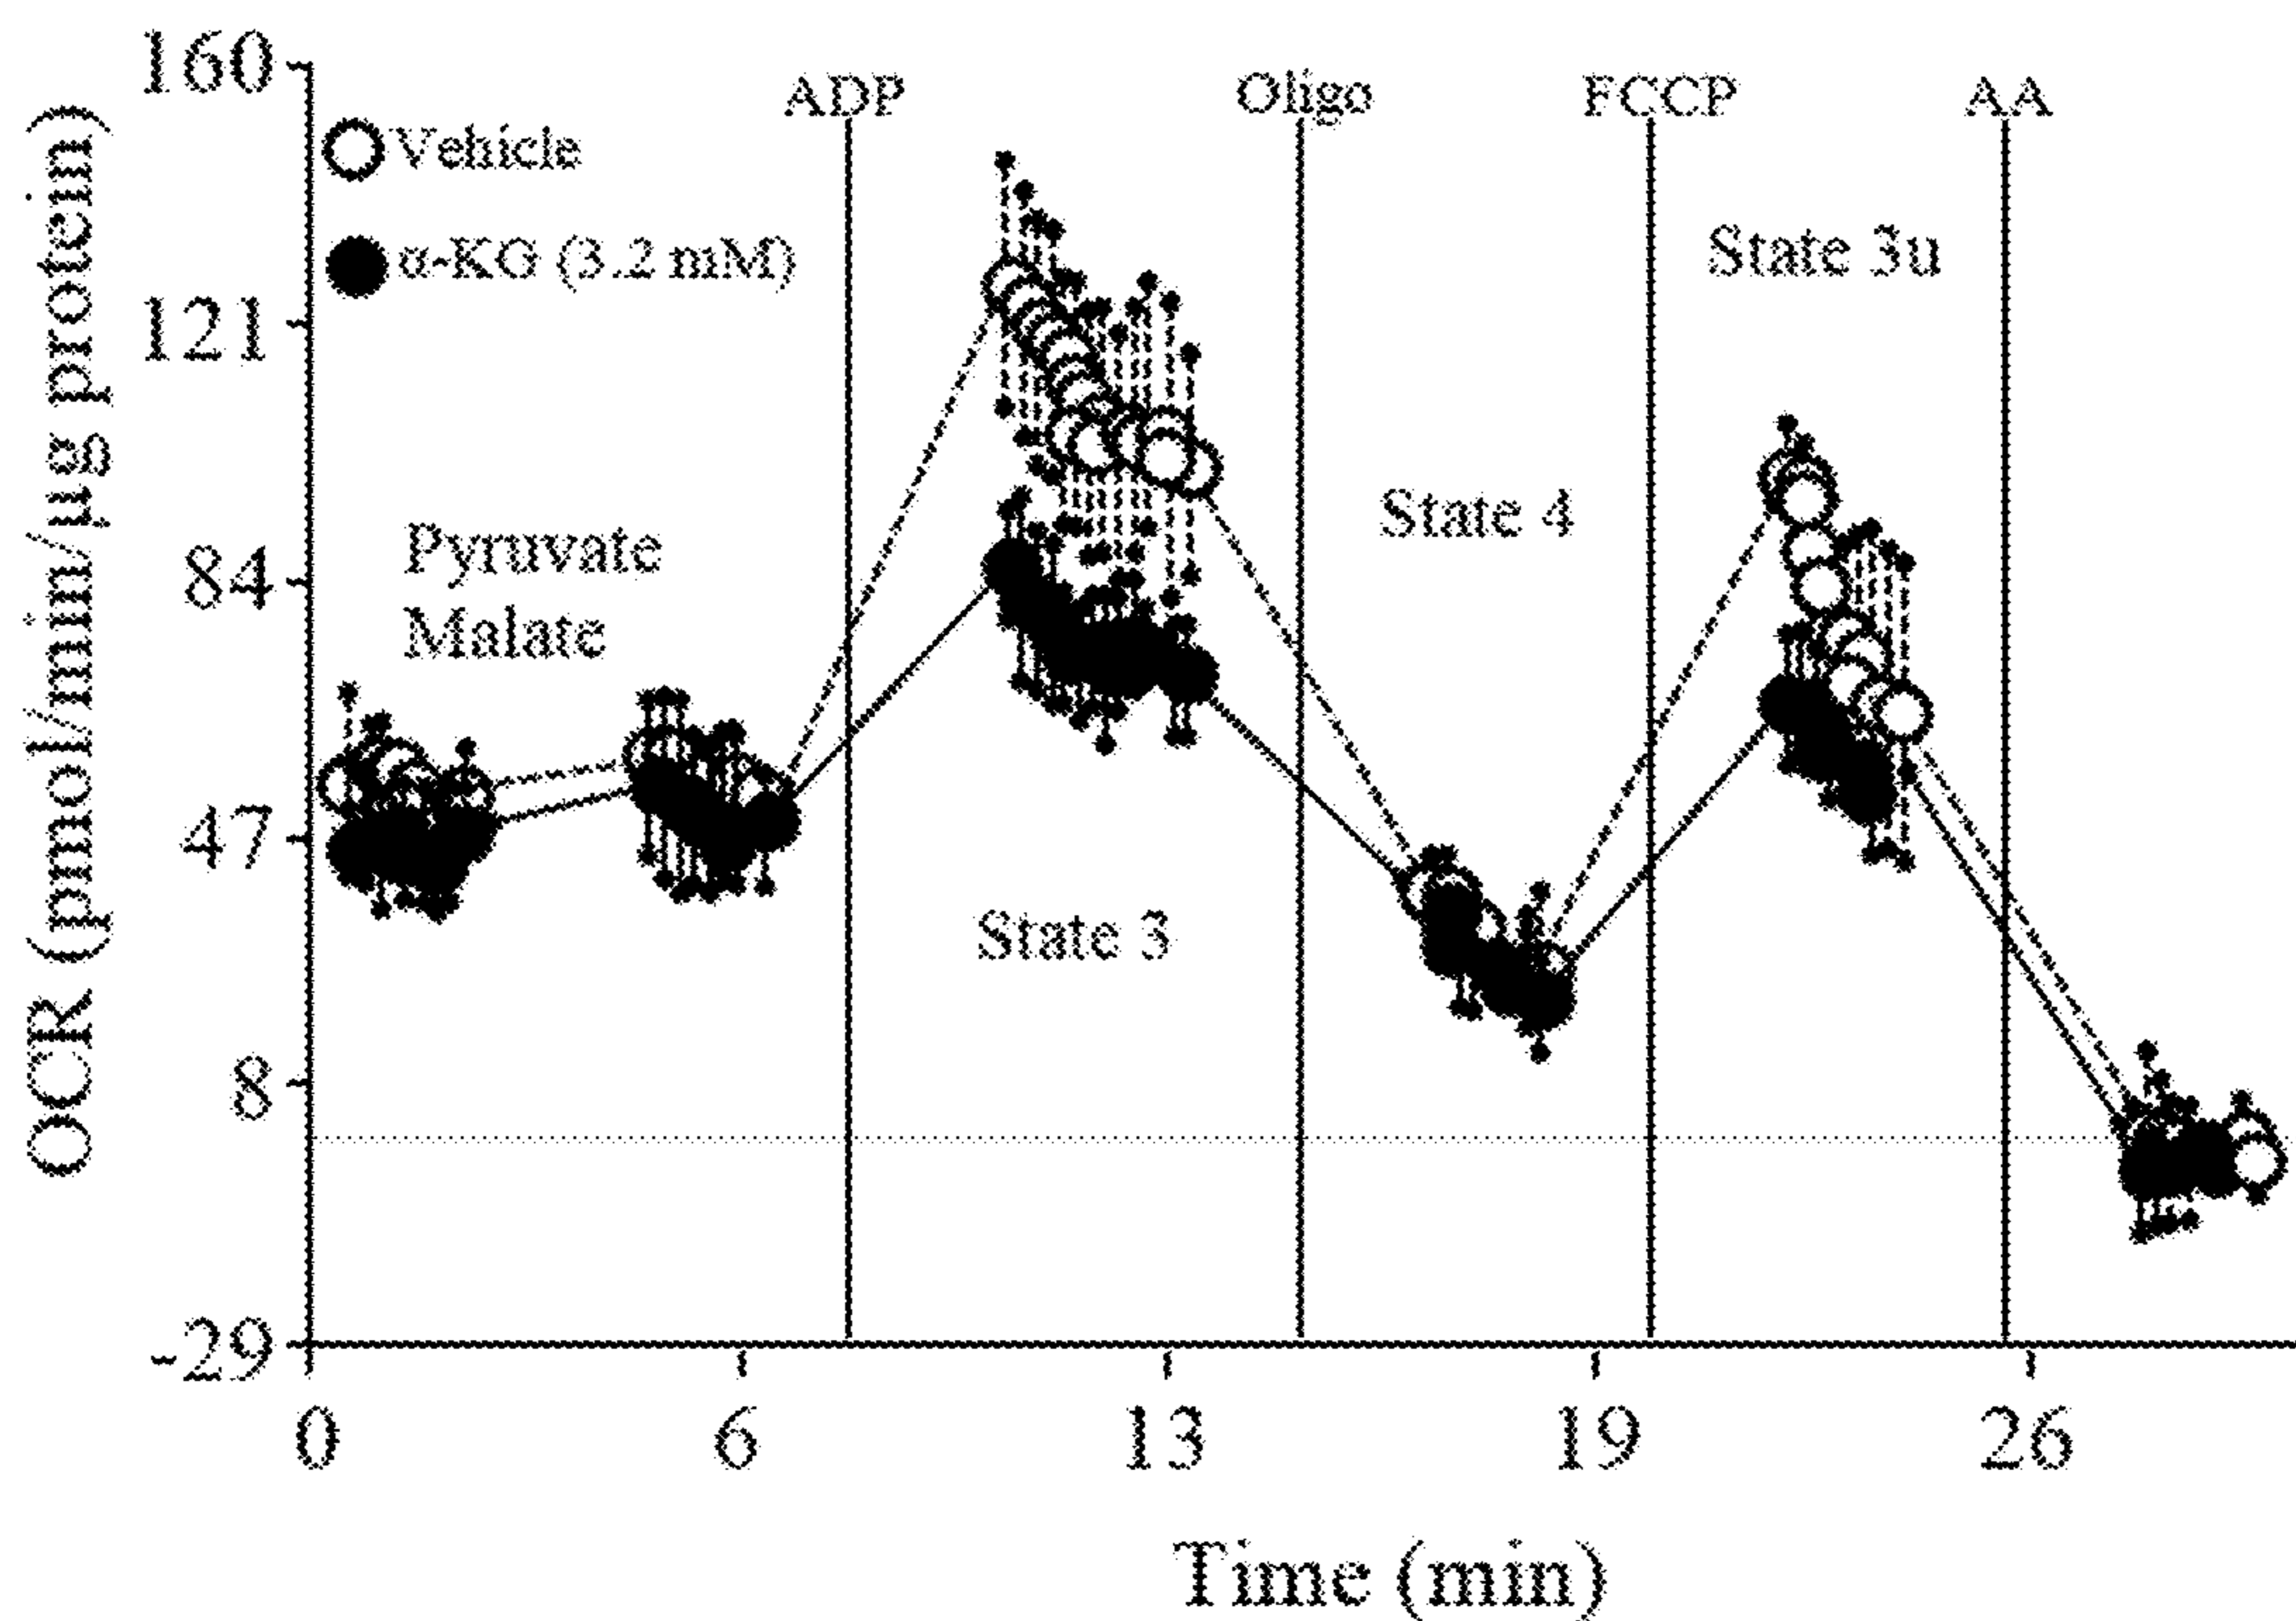 OCR (pmol/min/µg protein)
160
121
84
47
8
-29
ADP
Oligo
FCCP
AA
Vehicle
α-KG (3.2 mM)
State 3u
Pyruvate
Malate
State 4
State 3
0
6
13
19
26
Time (min)